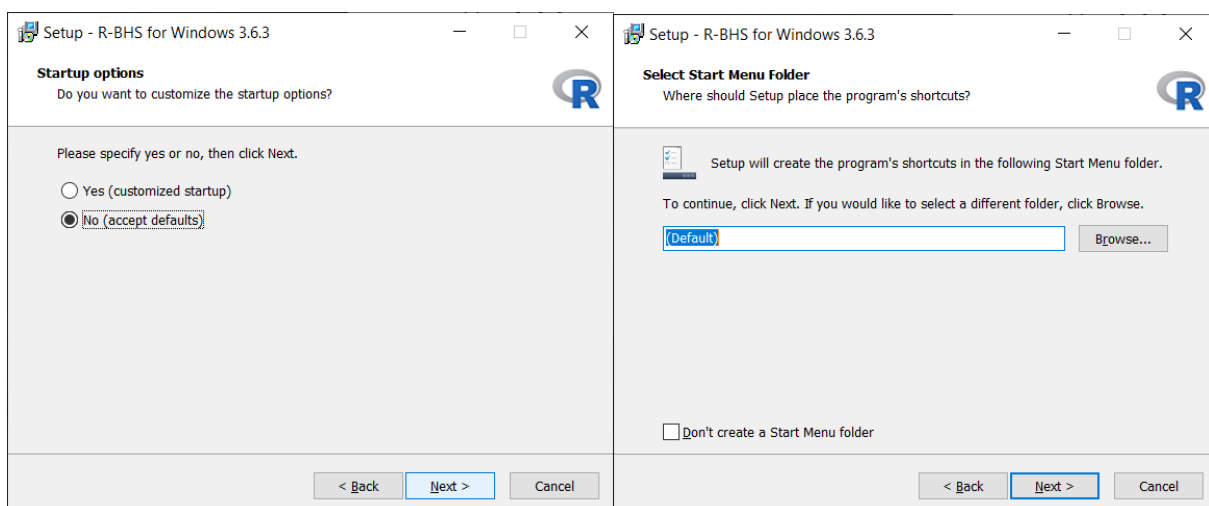 Setup - R-BHS for Windows 3.6.3
Startup options
Do you want to customize the startup options?
R
Please specify yes or no, then click Next.
Yes (customized startup)
No (accept defaults)
< Back
Next >
Cancel
Setup - R-BHS for Windows 3.6.3
Select Start Menu Folder
Where should Setup place the program's shortcuts?
R
Setup will create the program's shortcuts in the following Start Menu folder.
To continue, click Next. If you would like to select a different folder, click Browse.
(Default)
Browse...
Don't create a Start Menu folder
< Back
Next >
Cancel